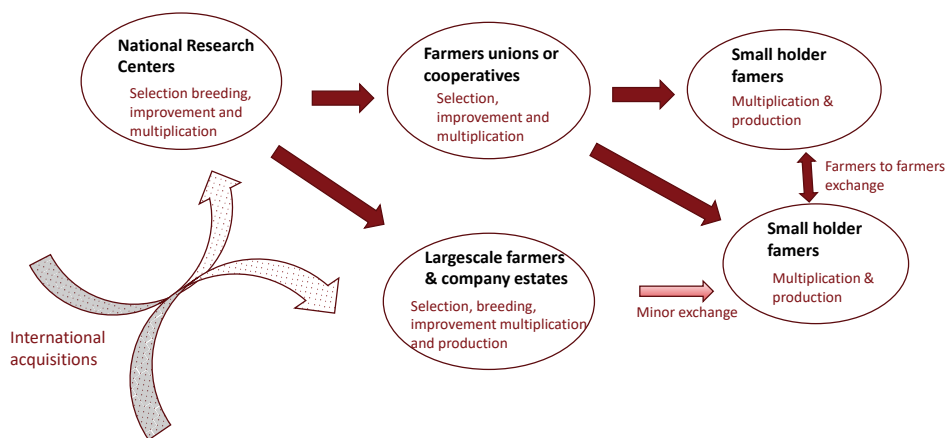 National Research
Centers
Selection breeding,
improvement and
multiplication
Farmers unions or
cooperatives
Selection,
improvement and
multiplication
Small holder
famers
Multiplication &
production
Farmers to farmers
exchange
Small holder
famers
Multiplication &
production
Largescale farmers
& company estates
Selection, breeding,
improvement multiplication
and production
Minor exchange
International
acquisitions